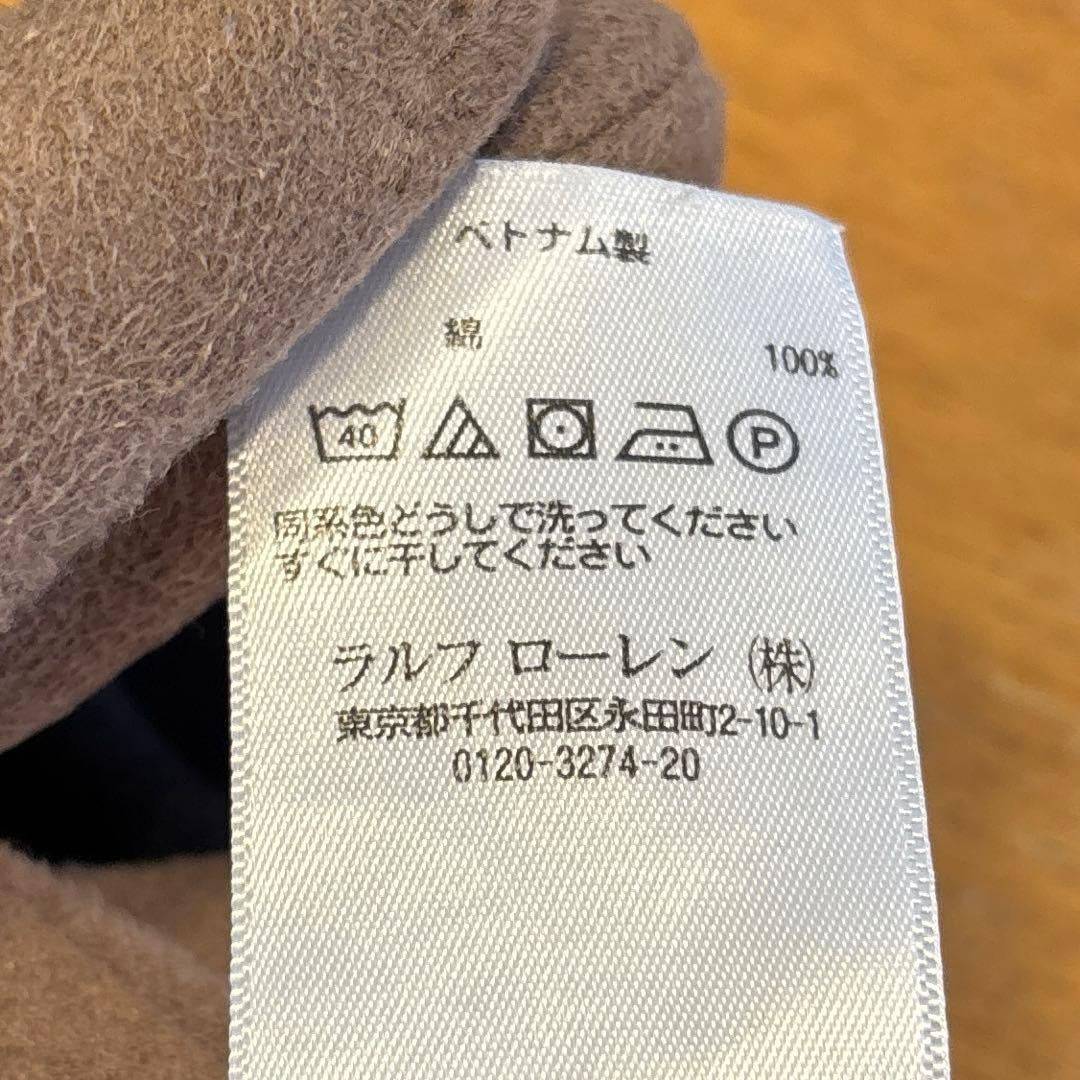 ベトナム製
綿 100%
40 P
同系色どうしで洗ってください
すぐに干してください
ラルフ ローレン (株)
東京都千代田区永田町2-10-1
0120-3274-20